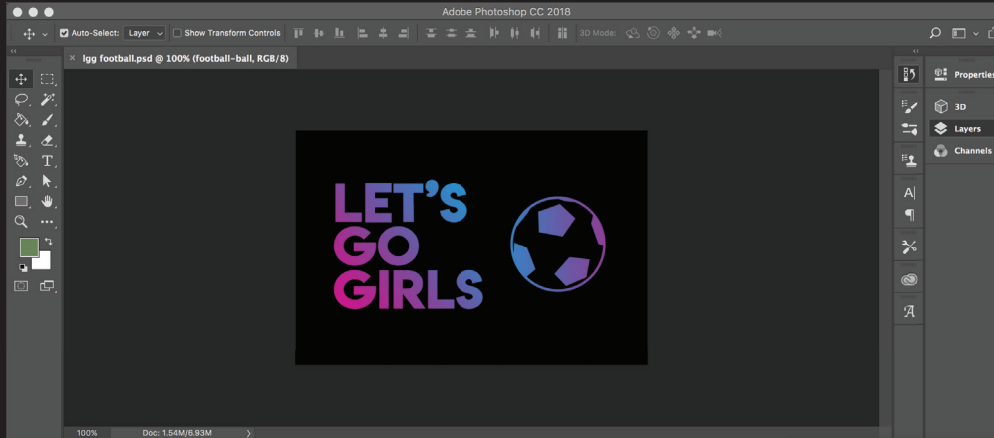 Adobe Photoshop CC 2018
Auto-Select: Layer Show Transform Controls 3D Mode:
× lgg football.psd @ 100% (football-ball, RGB/8)
Properties
3D
Layers
Channels
LET'S
GO
GIRLS
100% Doc: 1.54M/6.93M